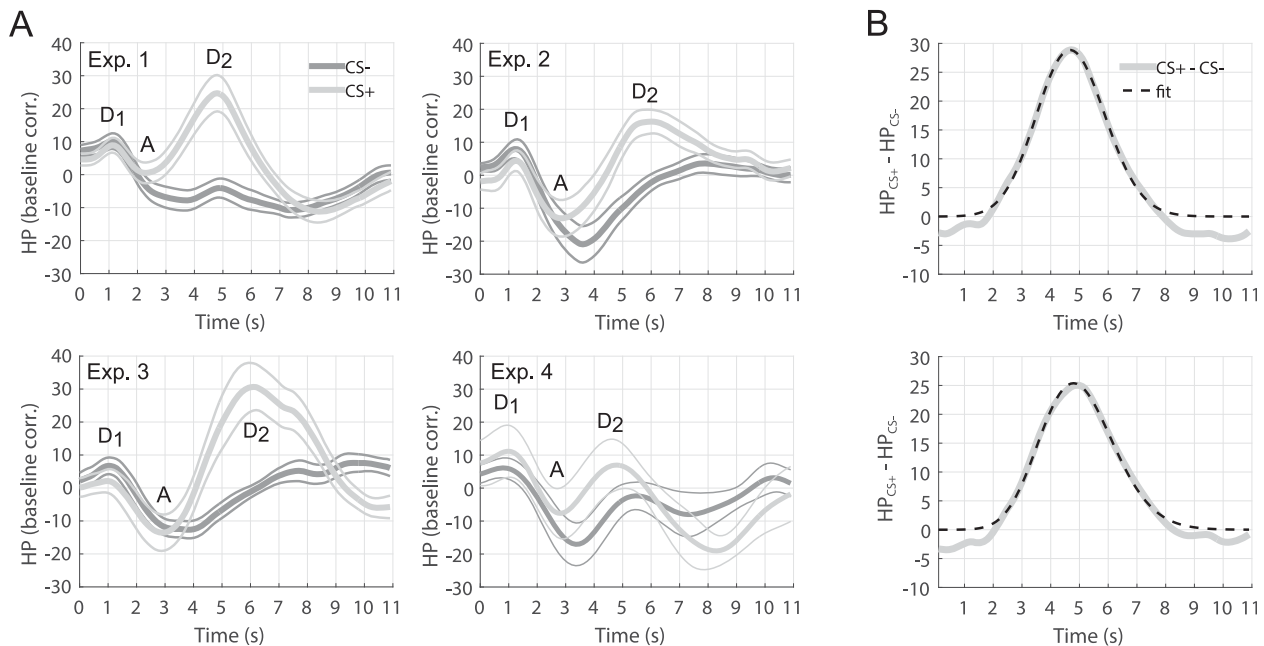 A
Exp. 1
CS-
CS+
D1
A
D2
HP (baseline corr.)
40
30
20
10
0
-10
-20
-30
0 1 2 3 4 5 6 7 8 9 10 11
Time (s)
Exp. 2
D1
A
D2
HP (baseline corr.)
40
30
20
10
0
-10
-20
-30
0 1 2 3 4 5 6 7 8 9 10 11
Time (s)
Exp. 3
D1
A
D2
HP (baseline corr.)
40
30
20
10
0
-10
-20
-30
0 1 2 3 4 5 6 7 8 9 10 11
Time (s)
Exp. 4
D1
A
D2
HP (baseline corr.)
40
30
20
10
0
-10
-20
-30
0 1 2 3 4 5 6 7 8 9 10 11
Time (s)
B
CS+ - CS-
fit
HPCS+ - HPCS-
30
25
20
15
10
5
0
-5
-10
1 2 3 4 5 6 7 8 9 10 11
Time (s)
HPCS+ - HPCS-
30
25
20
15
10
5
0
-5
-10
1 2 3 4 5 6 7 8 9 10 11
Time (s)